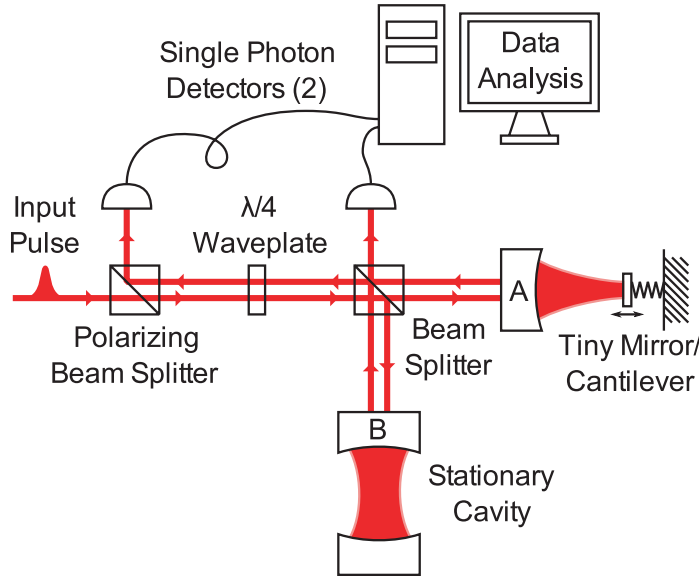 Single Photon
Detectors (2)
Data
Analysis
Input
Pulse
λ/4
Waveplate
A
Polarizing
Beam Splitter
Beam
Splitter
Tiny Mirror/
Cantilever
B
Stationary
Cavity